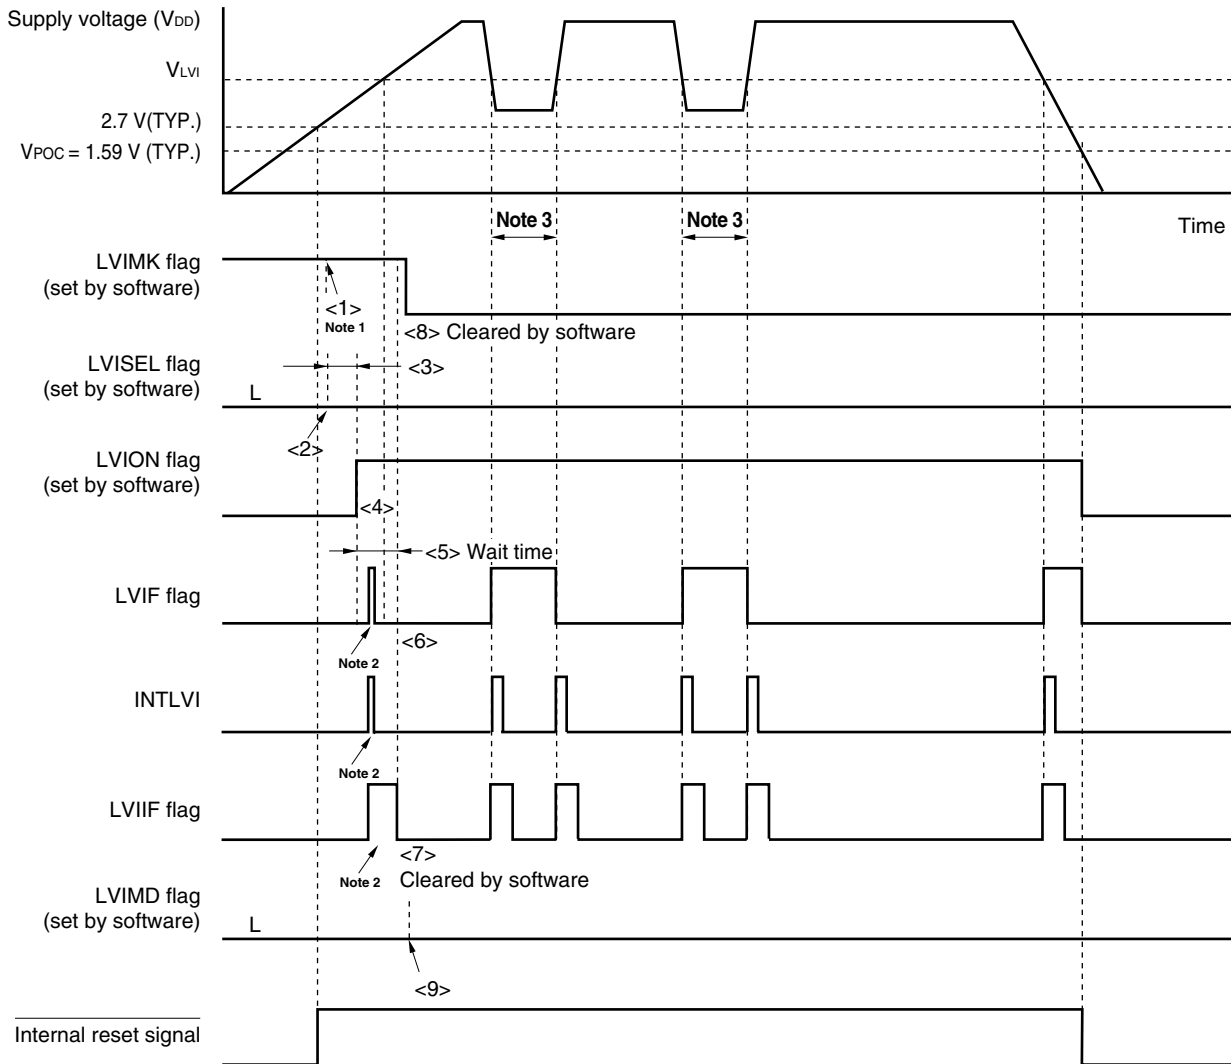 Supply voltage (VDD)
VLVI
2.7 V(TYP.)
VPOC = 1.59 V (TYP.)
Note 3
Note 3
Time
LVIMK flag
(set by software)
<1>
Note 1
<8> Cleared by software
LVISEL flag
(set by software)
L
<3>
<2>
LVION flag
(set by software)
<4>
<5> Wait time
LVIF flag
<6>
Note 2
INTLVI
Note 2
LVIIF flag
Note 2
<7>
Cleared by software
LVIMD flag
(set by software)
L
<9>
Internal reset signal